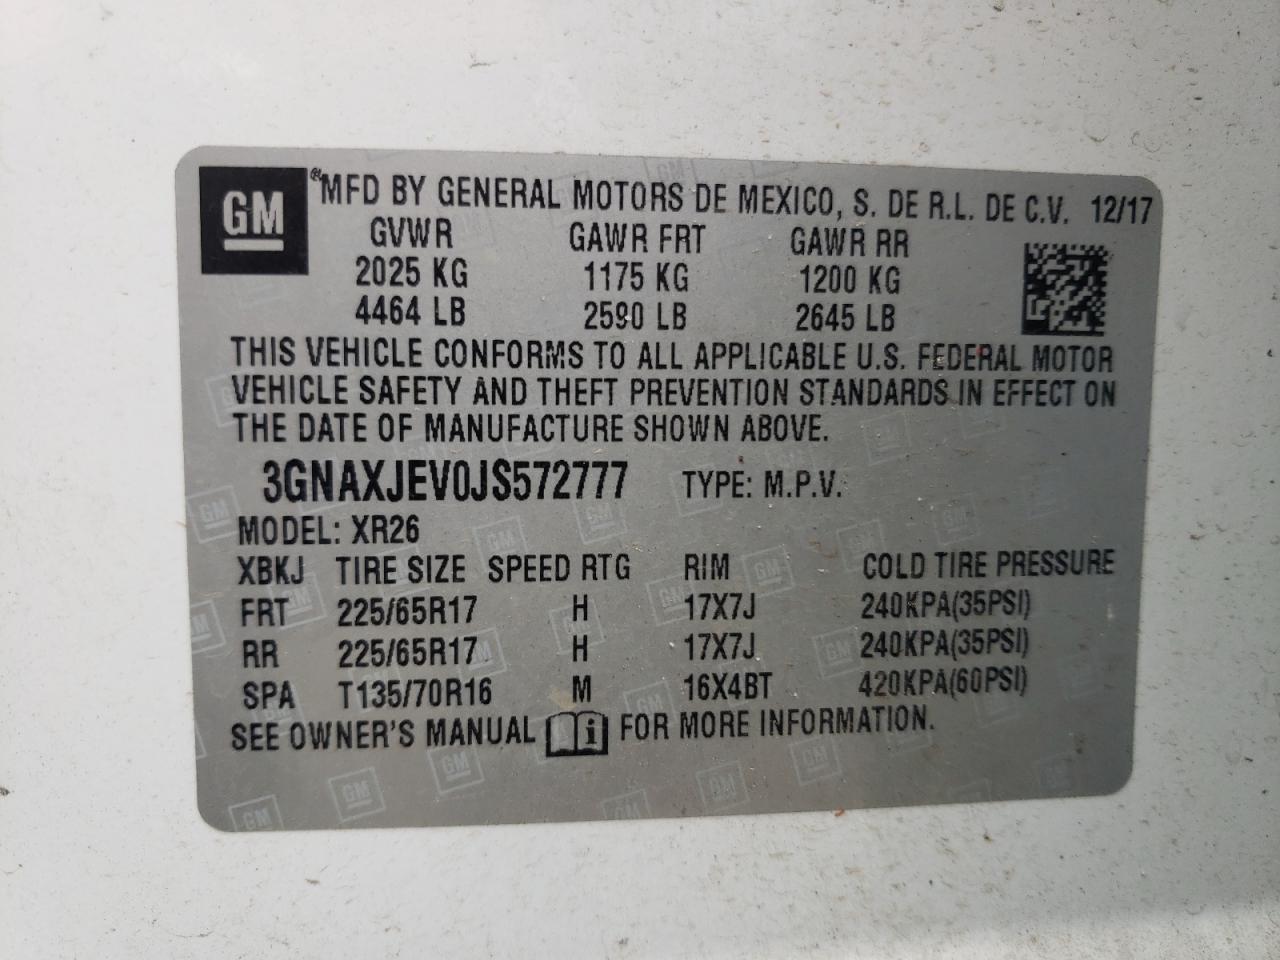 GM
®MFD BY GENERAL MOTORS DE MEXICO, S. DE R.L. DE C.V. 12/17
GVWR GAWR FRT GAWR RR
2025 KG 1175 KG 1200 KG
4464 LB 2590 LB 2645 LB
THIS VEHICLE CONFORMS TO ALL APPLICABLE U.S. FEDERAL MOTOR
VEHICLE SAFETY AND THEFT PREVENTION STANDARDS IN EFFECT ON
THE DATE OF MANUFACTURE SHOWN ABOVE.
3GNAXJEV0JS572777 TYPE: M.P.V.
MODEL: XR26
XBKJ TIRE SIZE SPEED RTG RIM COLD TIRE PRESSURE
FRT 225/65R17 H 17X7J 240KPA(35PSI)
RR 225/65R17 H 17X7J 240KPA(35PSI)
SPA T135/70R16 M 16X4BT 420KPA(60PSI)
SEE OWNER'S MANUAL i FOR MORE INFORMATION.